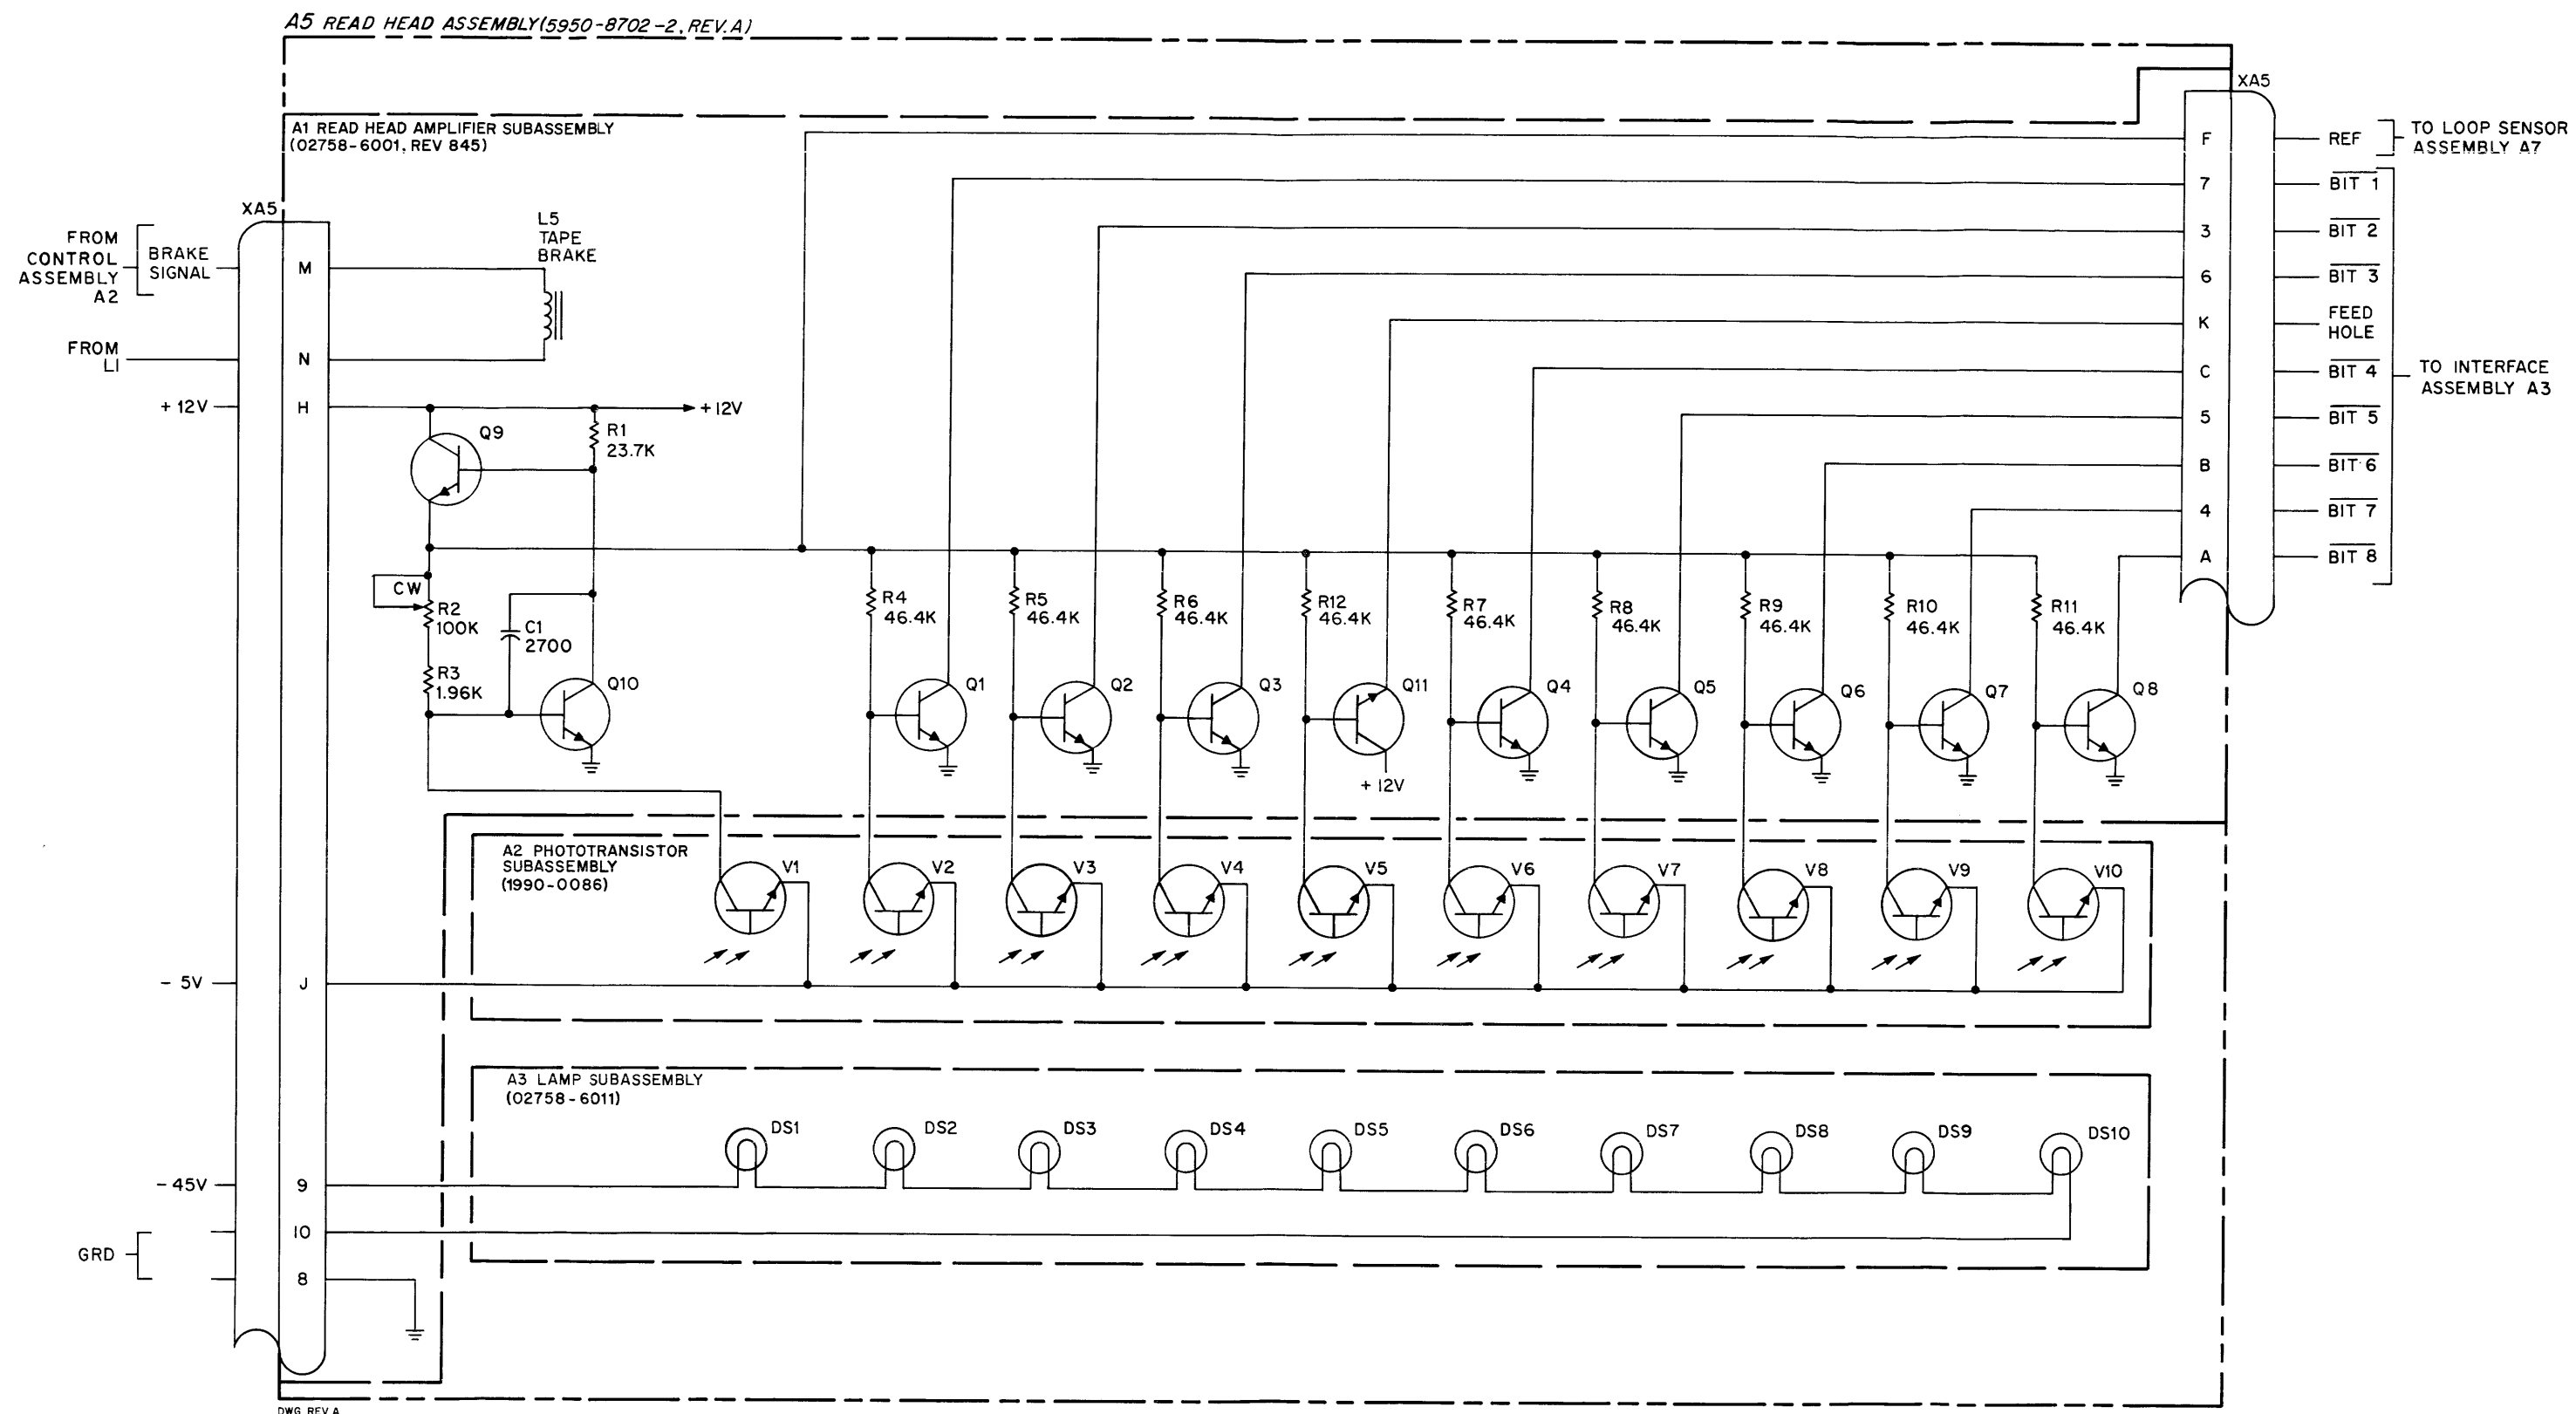 A5 READ HEAD ASSEMBLY(5950-8702-2, REV.A)
A1 READ HEAD AMPLIFIER SUBASSEMBLY
(02758-6001, REV 845)
XA5
FROM
CONTROL
ASSEMBLY
A2
BRAKE
SIGNAL
M
L5
TAPE
BRAKE
FROM
L1
N
+12V
H
+12V
Q9
R1
23.7K
CW
R2
100K
C1
2700
R3
1.96K
Q10
R4
46.4K
R5
46.4K
R6
46.4K
R12
46.4K
R7
46.4K
R8
46.4K
R9
46.4K
R10
46.4K
R11
46.4K
Q1
Q2
Q3
Q11
Q4
Q5
Q6
Q7
Q8
+12V
XA5
F
REF
TO LOOP SENSOR
ASSEMBLY A7
7
BIT 1
3
BIT 2
6
BIT 3
K
FEED
HOLE
C
BIT 4
5
BIT 5
B
BIT 6
4
BIT 7
A
BIT 8
TO INTERFACE
ASSEMBLY A3
A2 PHOTOTRANSISTOR
SUBASSEMBLY
(1990-0086)
V1
V2
V3
V4
V5
V6
V7
V8
V9
V10
-5V
J
A3 LAMP SUBASSEMBLY
(02758-6011)
DS1
DS2
DS3
DS4
DS5
DS6
DS7
DS8
DS9
DS10
-45V
9
GRD
10
8
DWG REV A